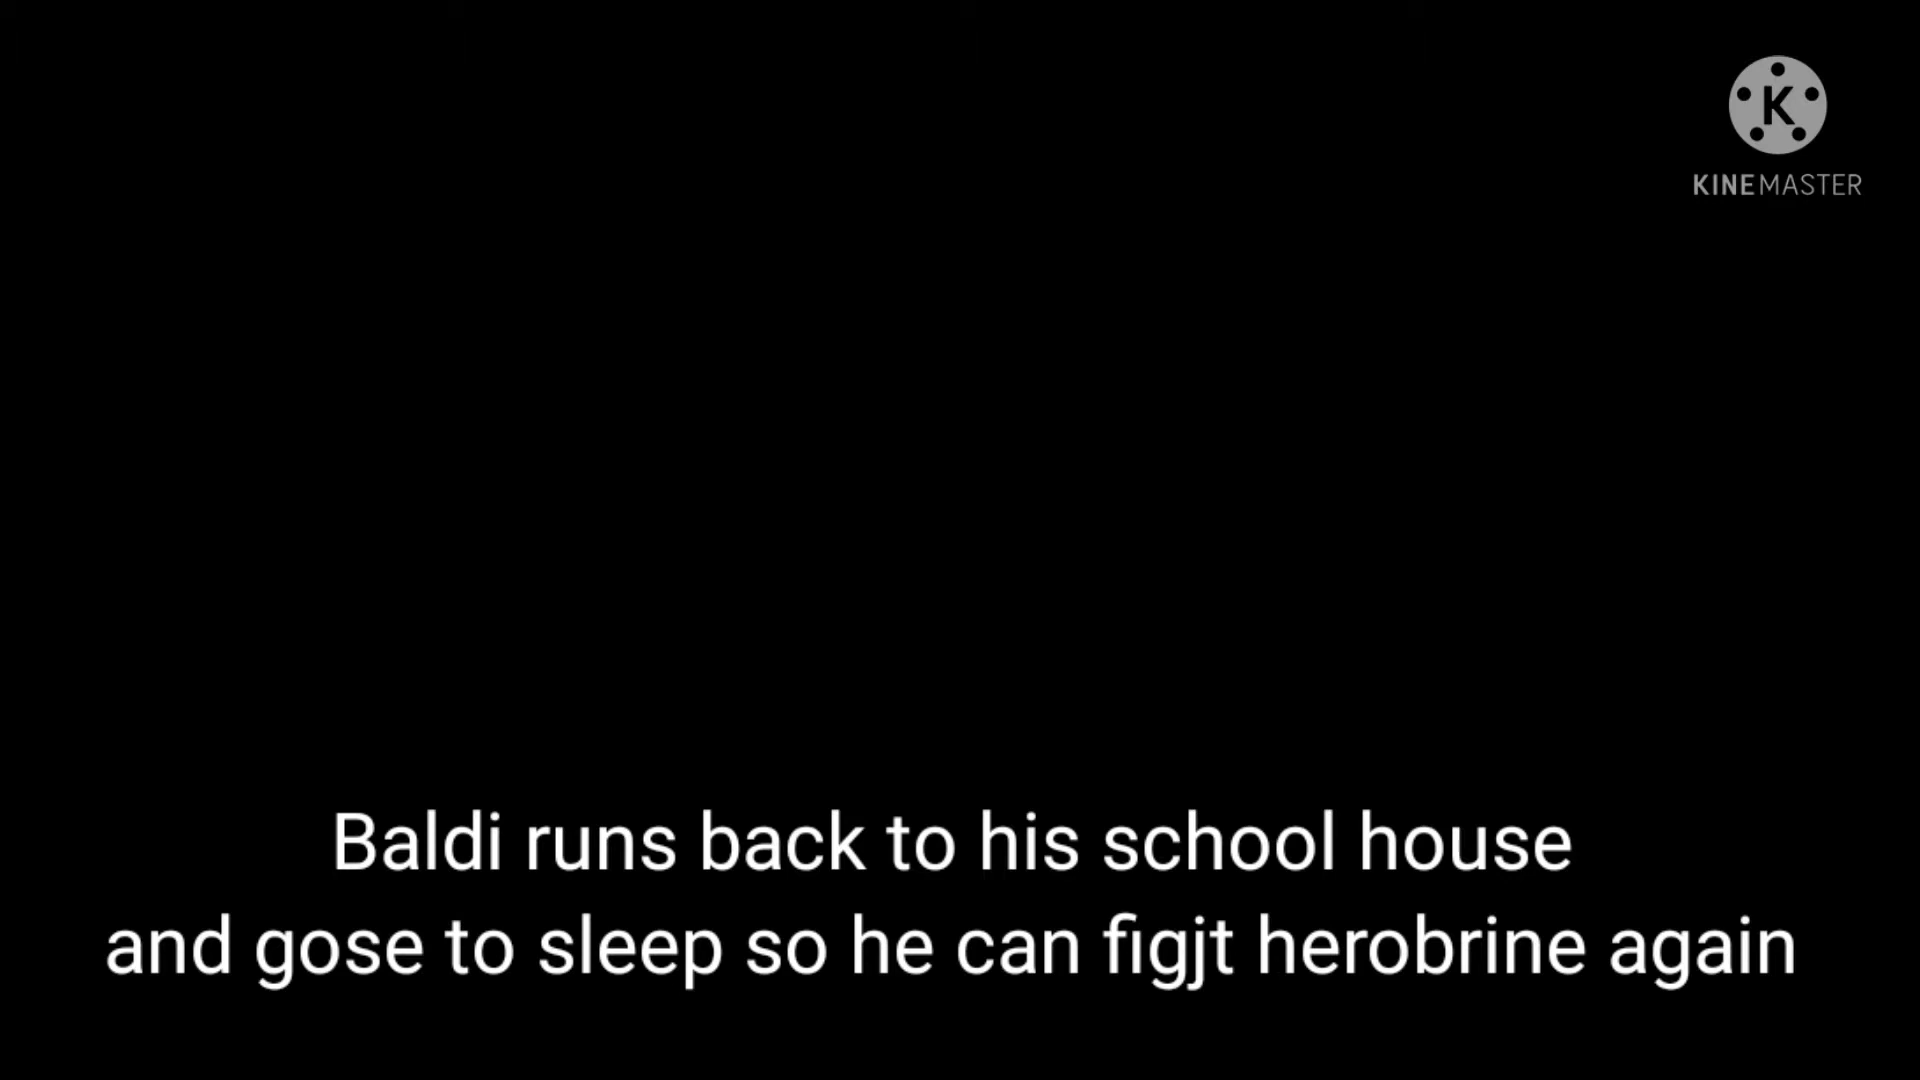 K
KINEMASTER
Baldi runs back to his school house
and gose to sleep so he can figjt herobrine again